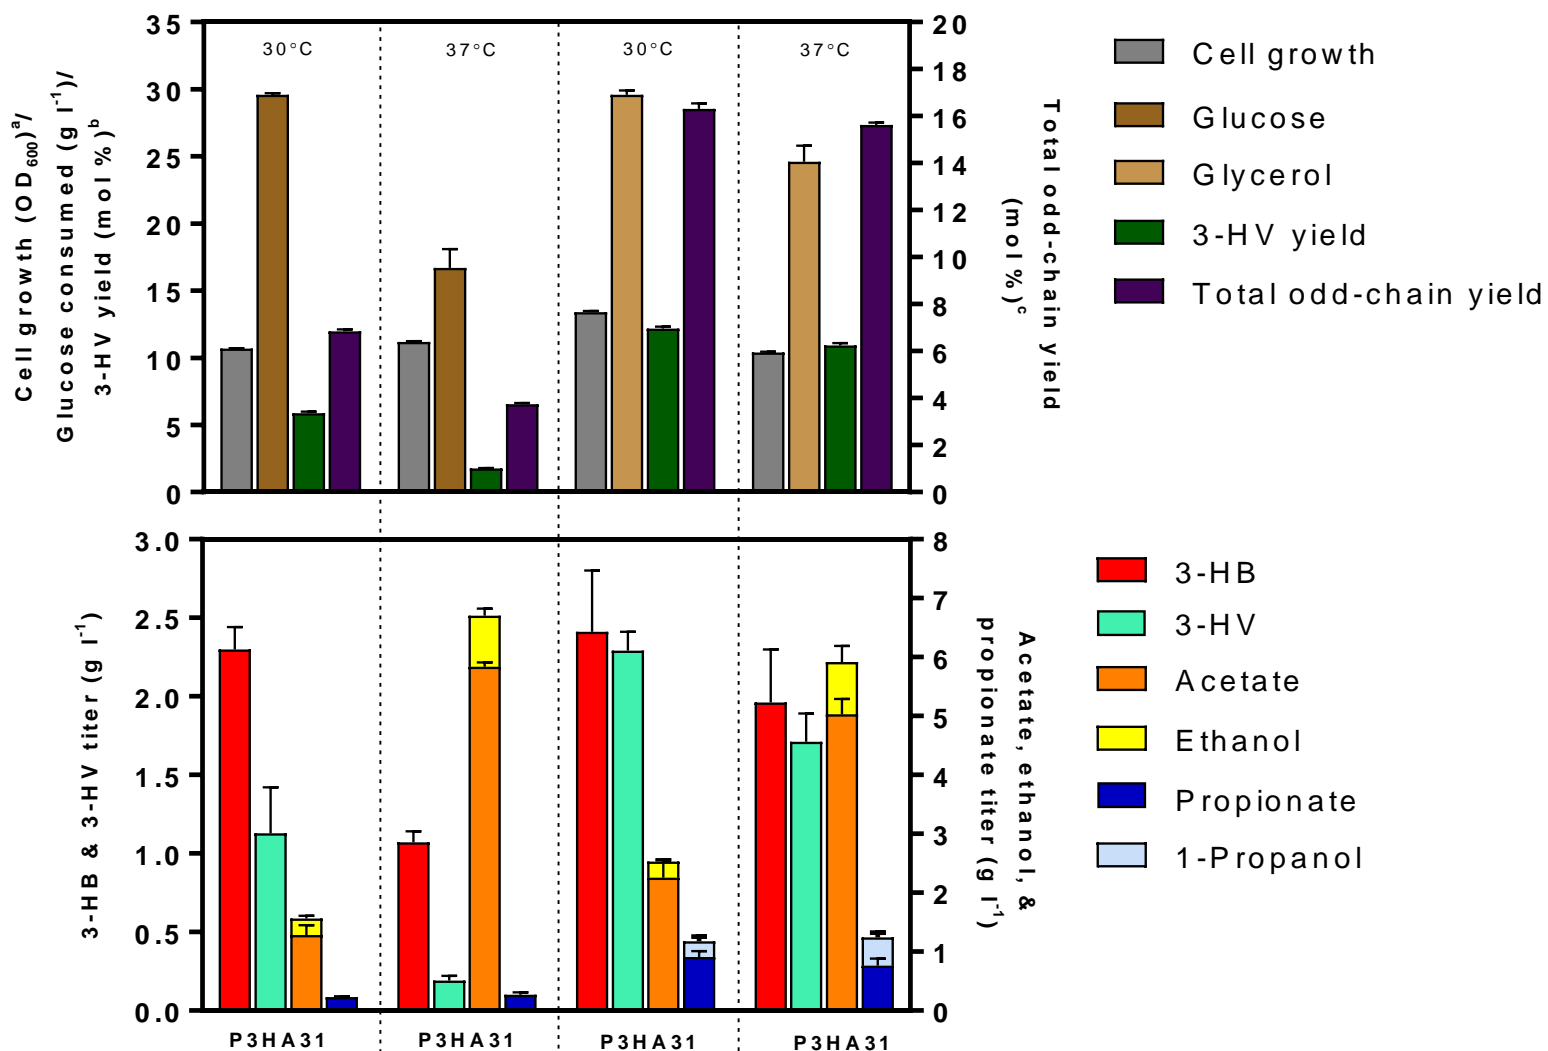 35
30
25
20
15
10
5
0
Cell growth (OD600)a/
Glucose consumed (g l-1)/
3-HV yield (mol %)b
30°C
37°C
30°C
37°C
20
18
16
14
12
10
8
6
4
2
0
Total odd-chain yield
(mol %)c
Cell growth
Glucose
Glycerol
3-HV yield
Total odd-chain yield
3.0
2.5
2.0
1.5
1.0
0.5
0.0
3-HB & 3-HV titer (g l-1)
8
7
6
5
4
3
2
1
0
Acetate, ethanol, &
propionate titer (g l-1)
3-HB
3-HV
Acetate
Ethanol
Propionate
1-Propanol
P3HA31
P3HA31
P3HA31
P3HA31